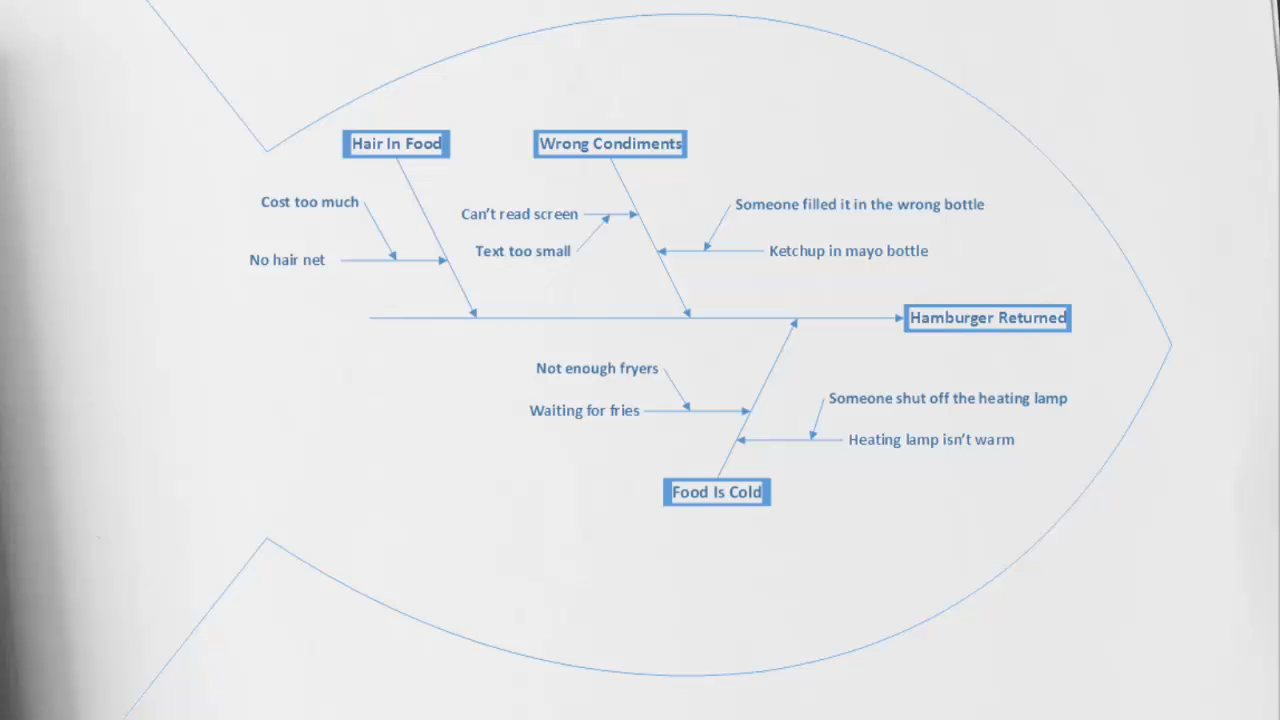 Hair In Food
Wrong Condiments
Cost too much
Can't read screen
Someone filled it in the wrong bottle
Text too small
Ketchup in mayo bottle
No hair net
Hamburger Returned
Not enough fryers
Someone shut off the heating lamp
Waiting for fries
Heating lamp isn't warm
Food Is Cold